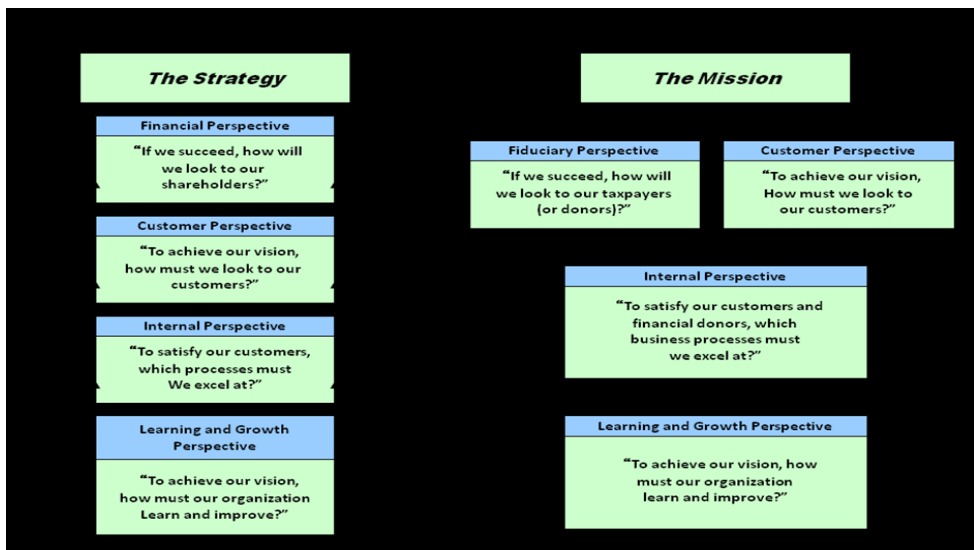 The Strategy
Financial Perspective
“If we succeed, how will
we look to our
shareholders?”
Customer Perspective
“To achieve our vision,
how must we look to our
customers?”
Internal Perspective
“To satisfy our customers,
which processes must
We excel at?”
Learning and Growth
Perspective
“To achieve our vision,
how must our organization
Learn and improve?”
The Mission
Fiduciary Perspective
“If we succeed, how will
we look to our taxpayers
(or donors)?”
Customer Perspective
“To achieve our vision,
How must we look to
our customers?”
Internal Perspective
“To satisfy our customers and
financial donors, which
business processes must
we excel at?”
Learning and Growth Perspective
“To achieve our vision, how
must our organization
learn and improve?”